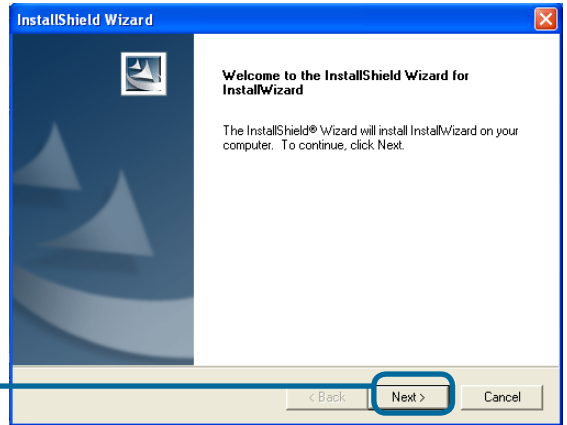 InstallShield Wizard
Welcome to the InstallShield Wizard for
InstallWizard
The InstallShield® Wizard will install InstallWizard on your
computer. To continue, click Next.
< Back
Next >
Cancel